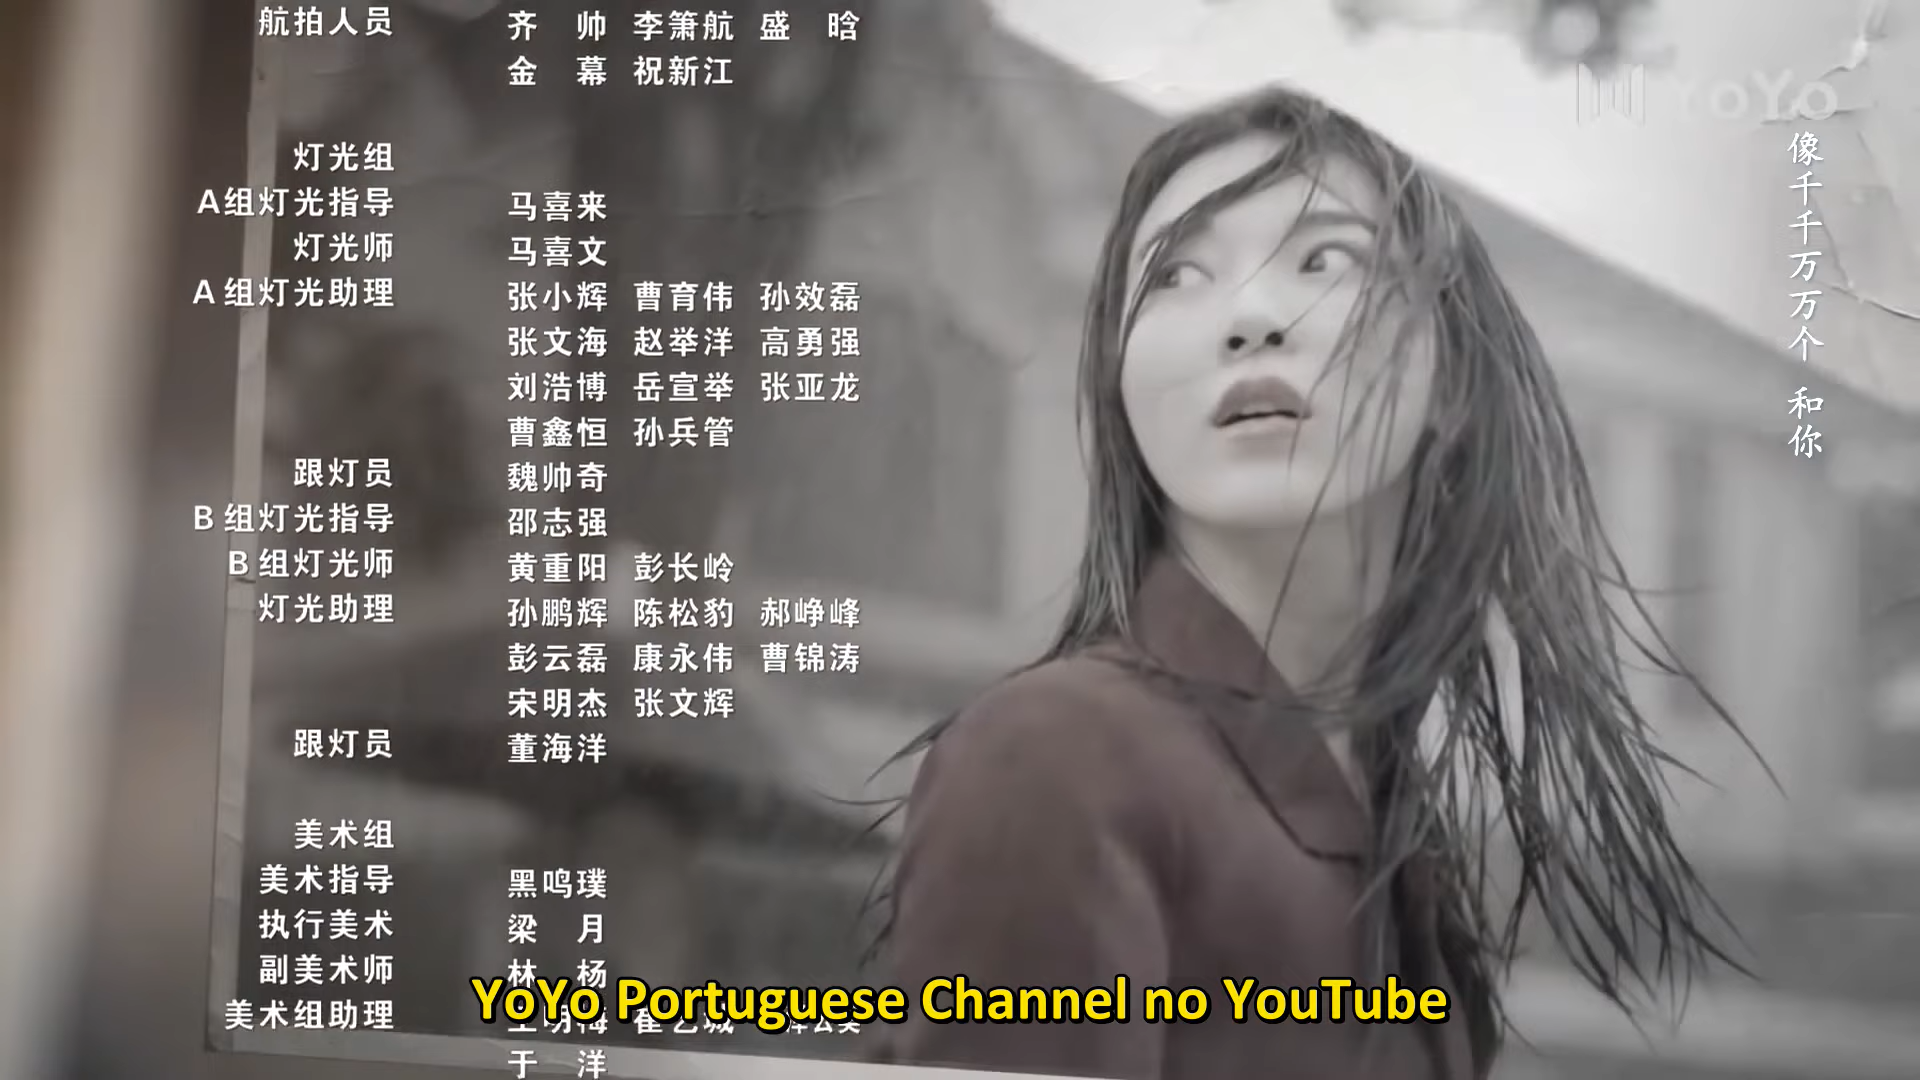 航拍人员 齐 帅 李箫航 盛 晗
金 幕 祝新江
灯光组
A组灯光指导 马喜来
灯光师 马喜文
A组灯光助理 张小辉 曹育伟 孙效磊
张文海 赵举洋 高勇强
刘浩博 岳宣举 张亚龙
曹鑫恒 孙兵管
跟灯员 魏帅奇
B组灯光指导 邵志强
B组灯光师 黄重阳 彭长岭
灯光助理 孙鹏辉 陈松豹 郝峥峰
彭云磊 康永伟 曹锦涛
宋明杰 张文辉
跟灯员 董海洋
美术组
美术指导 黑鸣璞
执行美术 梁 月
副美术师 林 杨
美术组助理
于 洋
YoYo
像千千万万个 和你
YoYo Portuguese Channel no YouTube